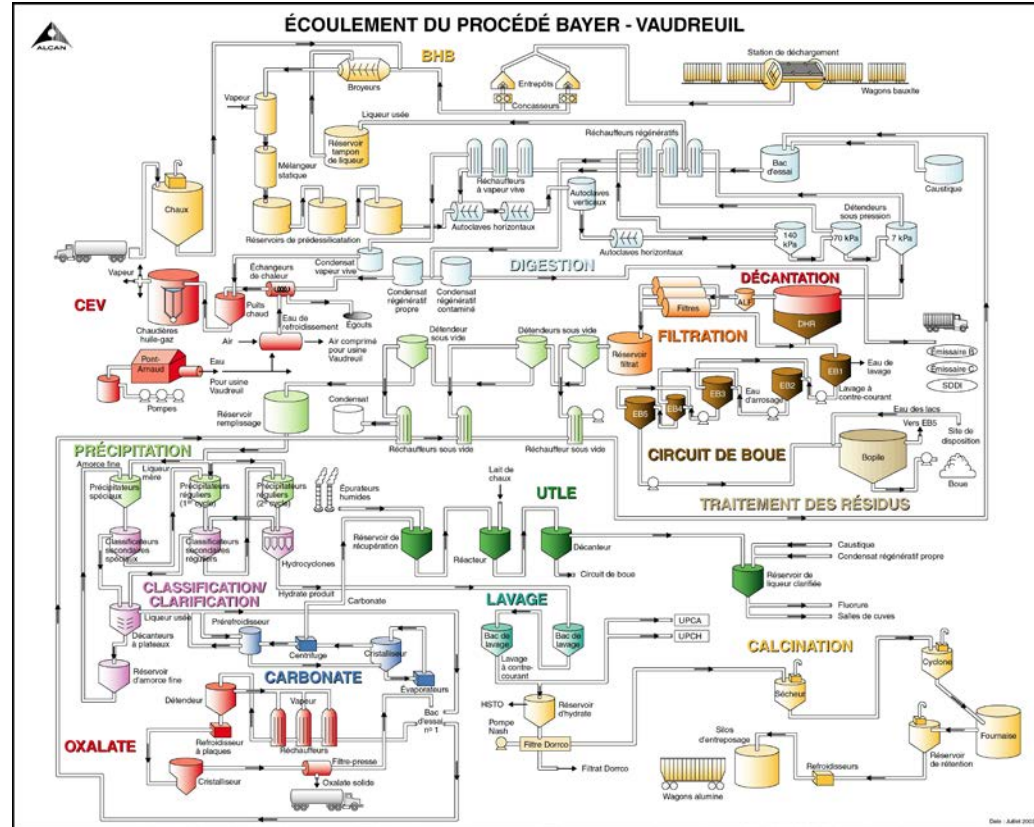 ÉCOULEMENT DU PROCÉDÉ BAYER - VAUDREUIL
ALCAN
BHB
Broyeurs
Entrepôts
Concasseurs
Station de déchargement
Wagons bauxite
Vapeur
Liqueur usée
Réservoir
tampon
de liqueur
Mélangeur
statique
Chaux
Réservoirs de prédessilicatation
Réchauffeurs
à vapeur vive
Réchauffeurs régénératifs
Autoclaves
verticaux
Autoclaves horizontaux
Autoclaves horizontaux
Bac
d'essai
Caustique
Détendeurs
sous pression
140
kPa
70 kPa
7 kPa
DIGESTION
Condensat
vapeur vive
Condensat
régénératif
propre
Condensat
régénératif
contaminé
CEV
Vapeur
Chaudières
huile-gaz
Puits
chaud
Échangeurs
de chaleur
Eau de
refroidissement
Égouts
Air
Air comprimé
pour usine
Vaudreuil
Pont-
Arnaud
Eau
Pour usine
Vaudreuil
Pompes
DÉCANTATION
DHR
ALF
Filtres
FILTRATION
Réservoir
filtrat
Détendeur
sous vide
Détendeurs sous vide
Émissaire B
Émissaire C
SDDI
Eau de
lavage
Lavage à
contre-courant
EB1
EB2
EB3
EB4
EB5
Eau
d'arrosage
CIRCUIT DE BOUE
Eau des lacs
Vers EB5
Site de
disposition
Bopile
Boue
TRAITEMENT DES RÉSIDUS
Réservoir
remplissage
Condensat
Réchauffeurs sous vide
Réchauffeur sous vide
PRÉCIPITATION
Amorce fine
Liqueur
mère
Précipitateurs
spéciaux
Précipitateurs
réguliers
(1er cycle)
Précipitateurs
réguliers
(2e cycle)
Classificateurs
secondaires
spéciaux
Classificateurs
secondaires
réguliers
Hydrocyclones
Hydrate produit
CLASSIFICATION/
CLARIFICATION
Liqueur usée
Décanteurs
à plateaux
Réservoir
d'amorce fine
Épurateurs
humides
Lait de
chaux
UTLE
Réservoir de
récupération
Réacteur
Décanteur
Circuit de boue
Caustique
Condensat régénératif propre
Réservoir de
liqueur clarifiée
Fluorure
Salles de cuves
Carbonate
Prérefroidisseur
Centrifuge
Cristalliseur
Évaporateurs
CARBONATE
LAVAGE
Bac de
lavage
Bac de
lavage
Lavage
à contre-
courant
UPCA
UPCH
HISTO
Réservoir
d'hydrate
Pompe
Nash
Filtre Dorrco
Filtrat Dorrco
CALCINATION
Sécheur
Cyclone
Fournaise
Réservoir
de rétention
Refroidisseurs
Silos
d'entreposage
Wagons alumine
OXALATE
Détendeur
Refroidisseur
à plaques
Vapeur
Réchauffeurs
Bac
d'essai
nº 1
Cristalliseur
Filtre-presse
Oxalate solide